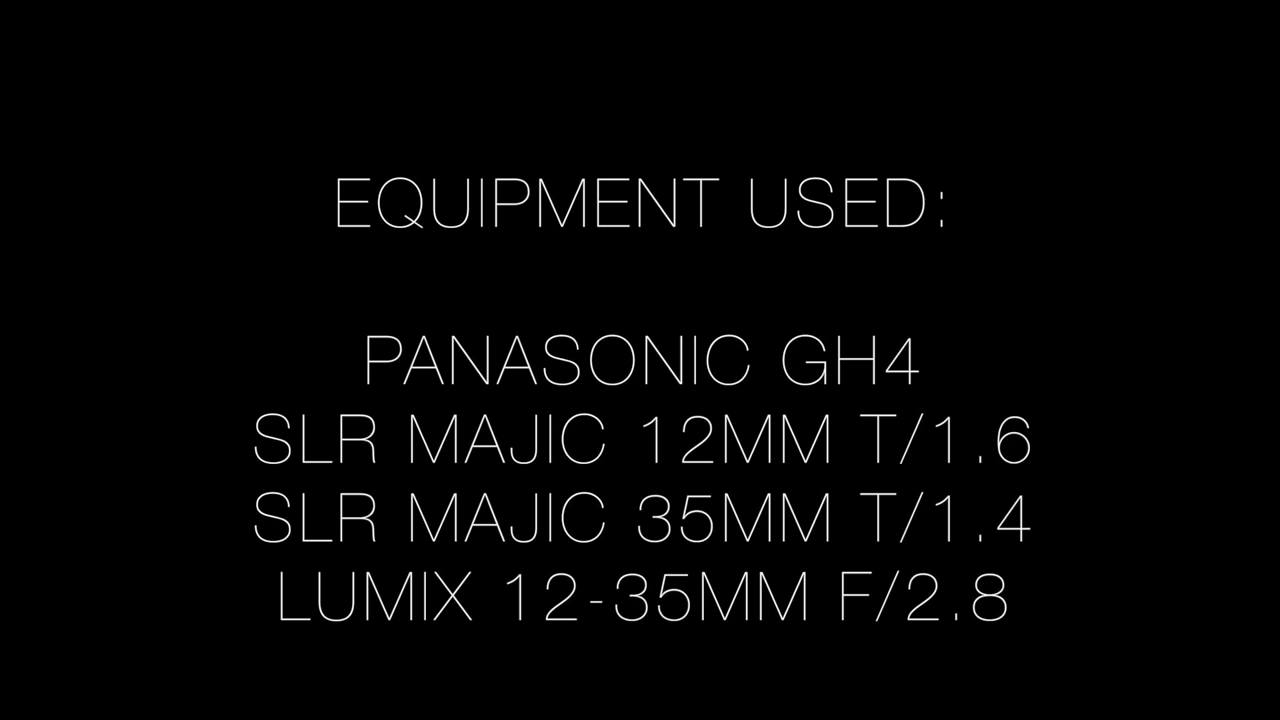 EQUIPMENT USED:
PANASONIC GH4
SLR MAJIC 12MM T/1.6
SLR MAJIC 35MM T/1.4
LUMIX 12-35MM F/2.8